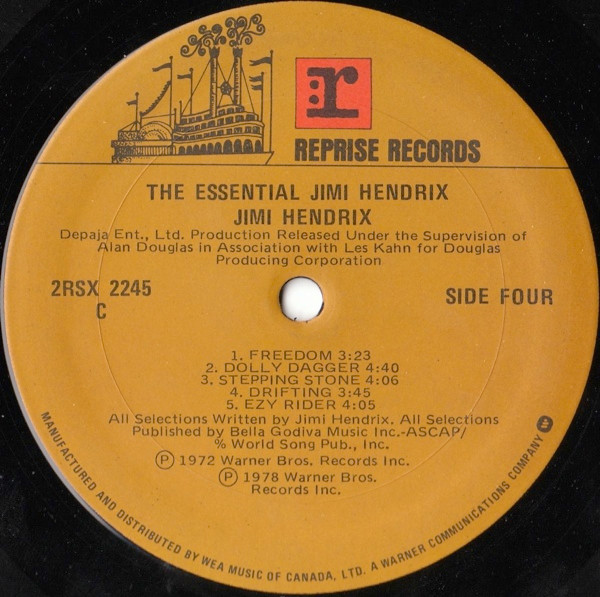 :r
REPRISE RECORDS
THE ESSENTIAL JIMI HENDRIX
JIMI HENDRIX
Depaja Ent., Ltd. Production Released Under the Supervision of
Alan Douglas in Association with Les Kahn for Douglas
Producing Corporation
2RSX 2245
C
SIDE FOUR
1. FREEDOM 3:23
2. DOLLY DAGGER 4:40
3. STEPPING STONE 4:06
4. DRIFTING 3:45
5. EZY RIDER 4:05
All Selections Written by Jimi Hendrix. All Selections
Published by Bella Godiva Music Inc.-ASCAP/
% World Song Pub., Inc.
Ⓟ 1972 Warner Bros. Records Inc.
Ⓟ 1978 Warner Bros.
Records Inc.
MANUFACTURED AND DISTRIBUTED BY WEA MUSIC OF CANADA, LTD. A WARNER COMMUNICATIONS COMPANY